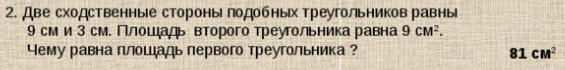 2. Две сходственные стороны подобных треугольников равны
9 см и 3 см. Площадь второго треугольника равна 9 см².
Чему равна площадь первого треугольника ?
81 см²